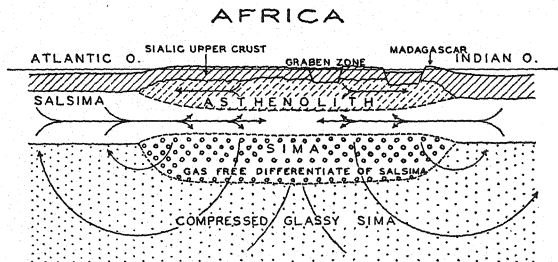 AFRICA
ATLANTIC O.
SIALIC UPPER CRUST
GRABEN ZONE
MADAGASCAR
INDIAN O.
SALSIMA
ASTHENOLITH
SIMA
GAS FREE DIFFERENTIATE OF SALSIMA
COMPRESSED GLASSY SIMA